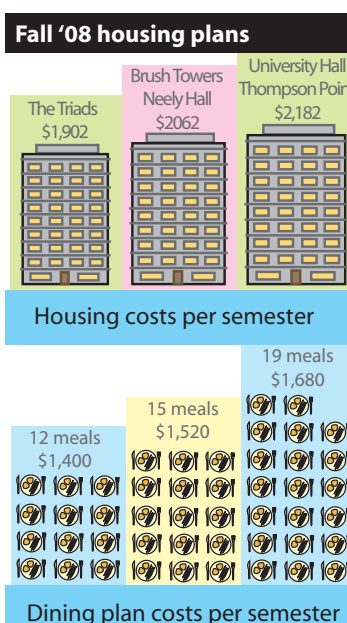 Fall ‘08 housing plans
The Triads
$1,902
Brush Towers
Neely Hall
$2062
University Hall
Thompson Poin
$2,182
Housing costs per semester
12 meals
$1,400
15 meals
$1,520
19 meals
$1,680
Dining plan costs per semester